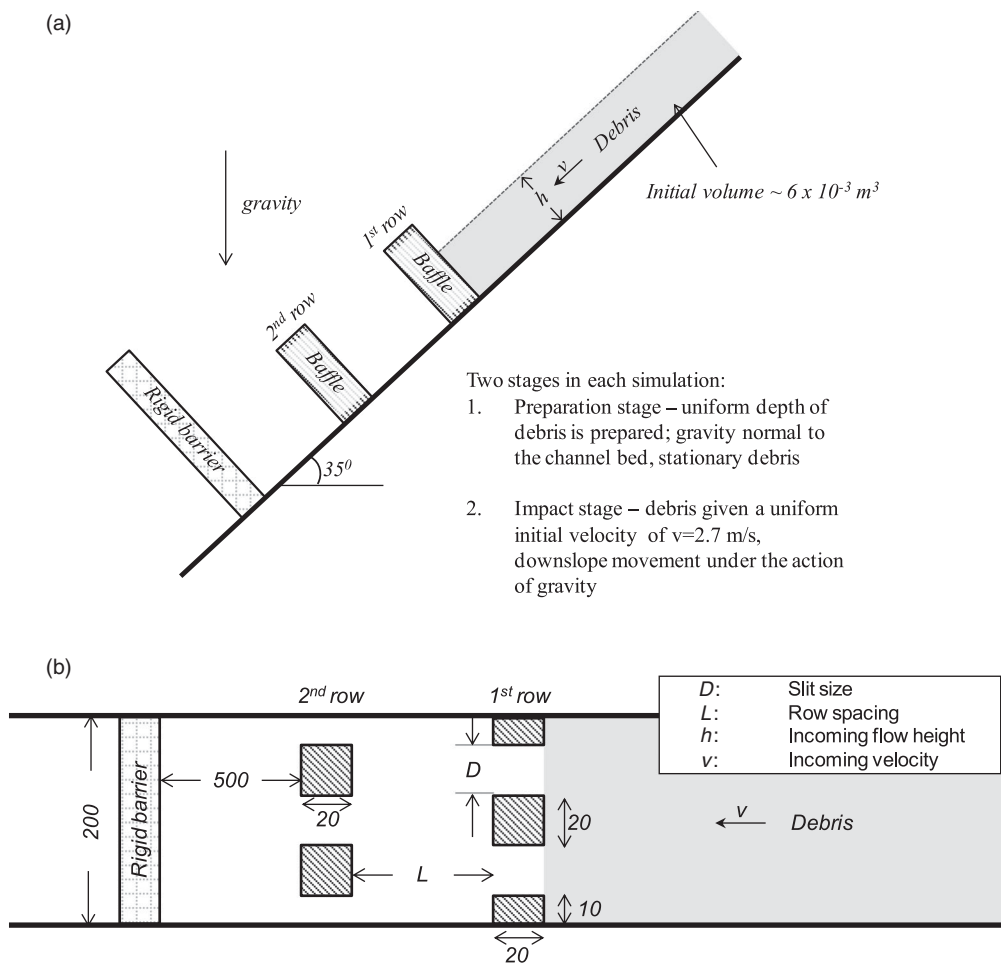 (a)
Debris
v
h
Initial volume ~ 6 x 10⁻³ m³
gravity
1ˢᵗ row
Baffle
2ⁿᵈ row
Baffle
Rigid barrier
35⁰
Two stages in each simulation:
1. Preparation stage – uniform depth of
debris is prepared; gravity normal to
the channel bed, stationary debris
2. Impact stage – debris given a uniform
initial velocity of v=2.7 m/s,
downslope movement under the action
of gravity
(b)
2ⁿᵈ row
1ˢᵗ row
D: Slit size
L: Row spacing
h: Incoming flow height
v: Incoming velocity
200
Rigid barrier
500
20
D
20
v
Debris
L
10
20